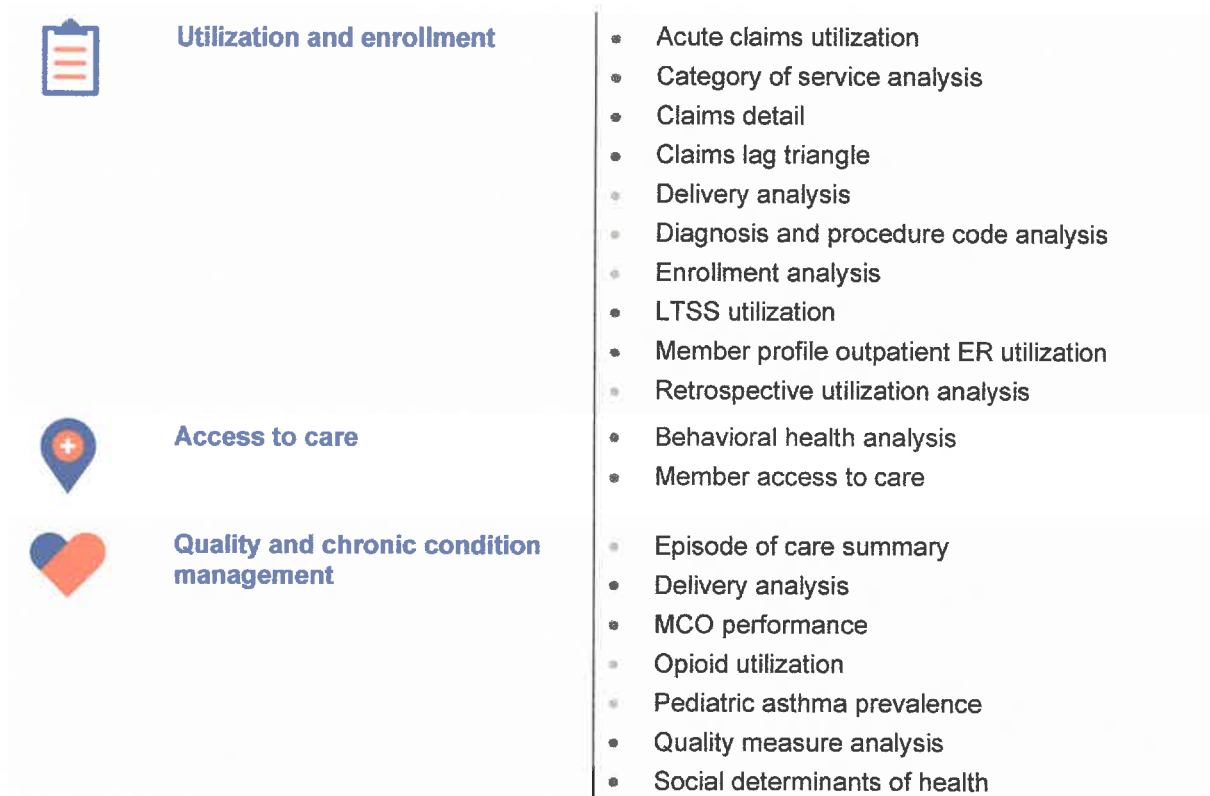 Utilization and enrollment
• Acute claims utilization
• Category of service analysis
• Claims detail
• Claims lag triangle
• Delivery analysis
• Diagnosis and procedure code analysis
• Enrollment analysis
• LTSS utilization
• Member profile outpatient ER utilization
• Retrospective utilization analysis
Access to care
• Behavioral health analysis
• Member access to care
Quality and chronic condition
management
• Episode of care summary
• Delivery analysis
• MCO performance
• Opioid utilization
• Pediatric asthma prevalence
• Quality measure analysis
• Social determinants of health